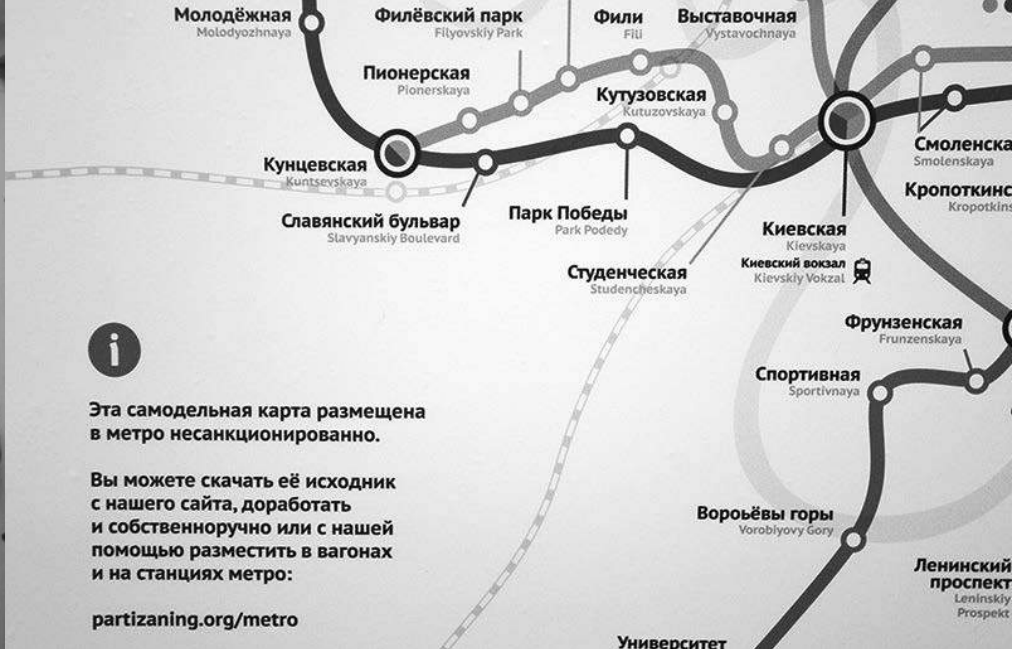 Молодёжная
Molodyozhnaya
Филёвский парк
Filyovskiy Park
Фили
Fili
Выставочная
Vystavochnaya
Пионерская
Pionerskaya
Кутузовская
Kutuzovskaya
Кунцевская
Kuntsevskaya
Смоленска
Smolenskaya
Кропоткинс
Kropotkins
Славянский бульвар
Slavyanskiy Boulevard
Парк Победы
Park Podedy
Киевская
Kievskaya
Киевский вокзал
Kievskiy Vokzal
Студенческая
Studencheskaya
Фрунзенская
Frunzenskaya
Спортивная
Sportivnaya
i
Эта самодельная карта размещена
в метро несанкционированно.
Вы можете скачать её исходник
с нашего сайта, доработать
и собственноручно или с нашей
помощью разместить в вагонах
и на станциях метро:
partizaning.org/metro
Вороьёвы горы
Vorobiyovy Gory
Ленинский
проспект
Leninskiy
Prospekt
Университет